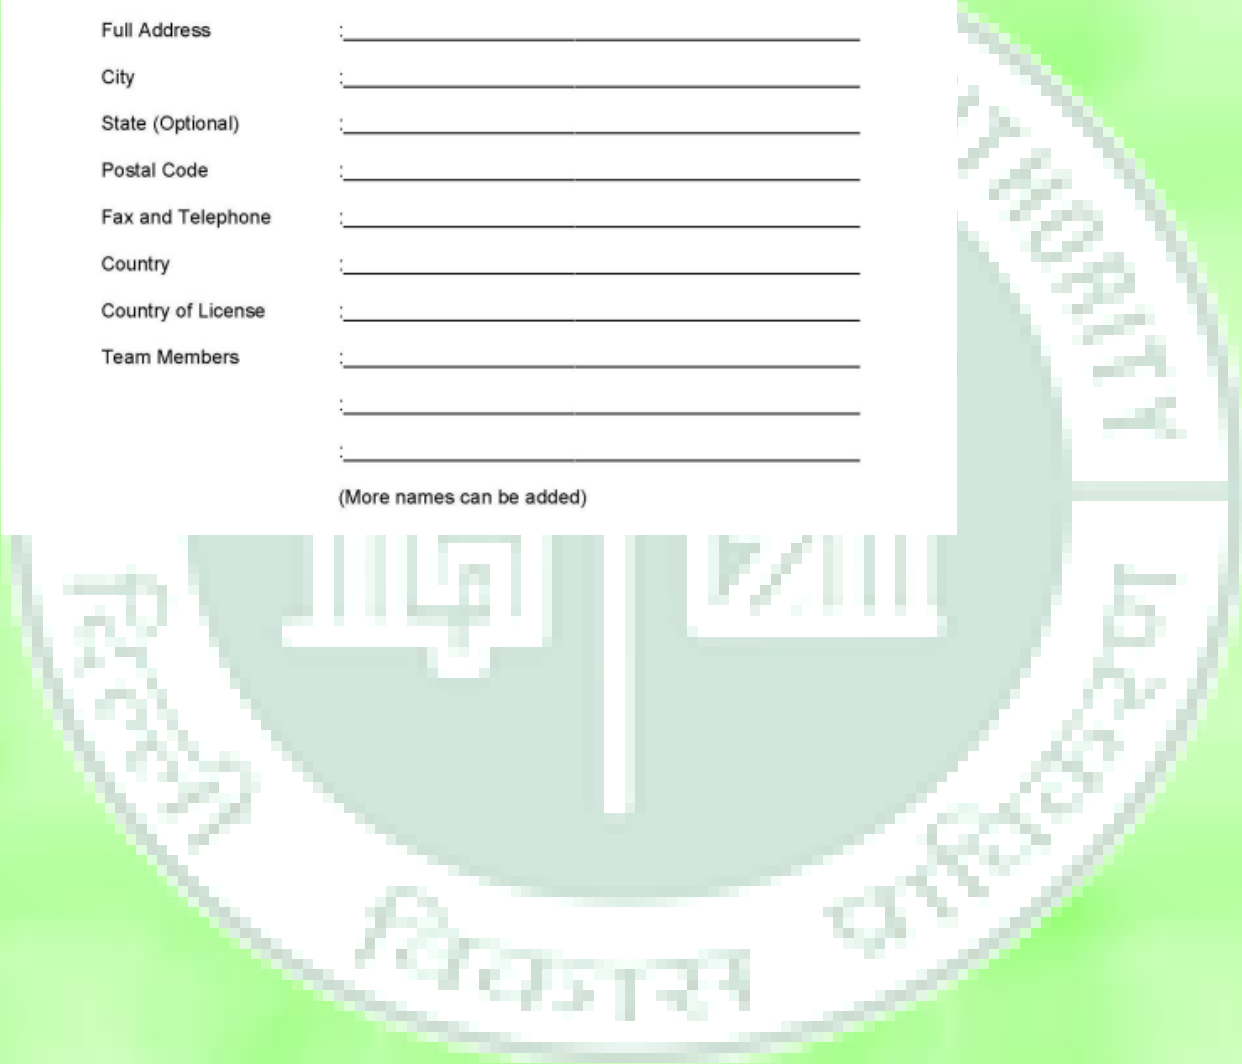 Full Address :
City :
State (Optional) :
Postal Code :
Fax and Telephone :
Country :
Country of License :
Team Members :
:
:
(More names can be added)
THORITY
दिल्ली
विकास
प्राधिकरण